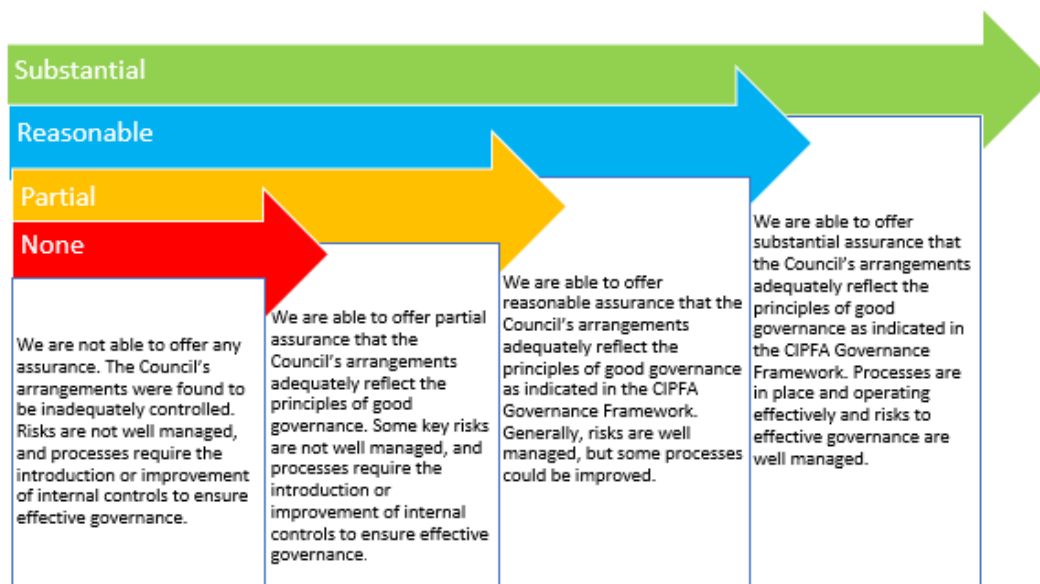 Substantial
Reasonable
Partial
None
We are not able to offer any
assurance. The Council's
arrangements were found to
be inadequately controlled.
Risks are not well managed,
and processes require the
introduction or improvement
of internal controls to ensure
effective governance.
We are able to offer partial
assurance that the
Council's arrangements
adequately reflect the
principles of good
governance. Some key risks
are not well managed, and
processes require the
introduction or
improvement of internal
controls to ensure effective
governance.
We are able to offer
reasonable assurance that the
Council's arrangements
adequately reflect the
principles of good governance
as indicated in the CIPFA
Governance Framework.
Generally, risks are well
managed, but some processes
could be improved.
We are able to offer
substantial assurance that
the Council's arrangements
adequately reflect the
principles of good
governance as indicated in
the CIPFA Governance
Framework. Processes are
in place and operating
effectively and risks to
effective governance are
well managed.